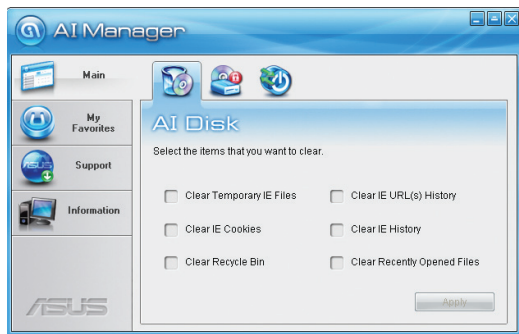 AI Manager
Main
My
Favorites
Support
Information
AI Disk
Select the items that you want to clear.
Clear Temporary IE Files
Clear IE URL(s) History
Clear IE Cookies
Clear IE History
Clear Recycle Bin
Clear Recently Opened Files
Apply
ASUS